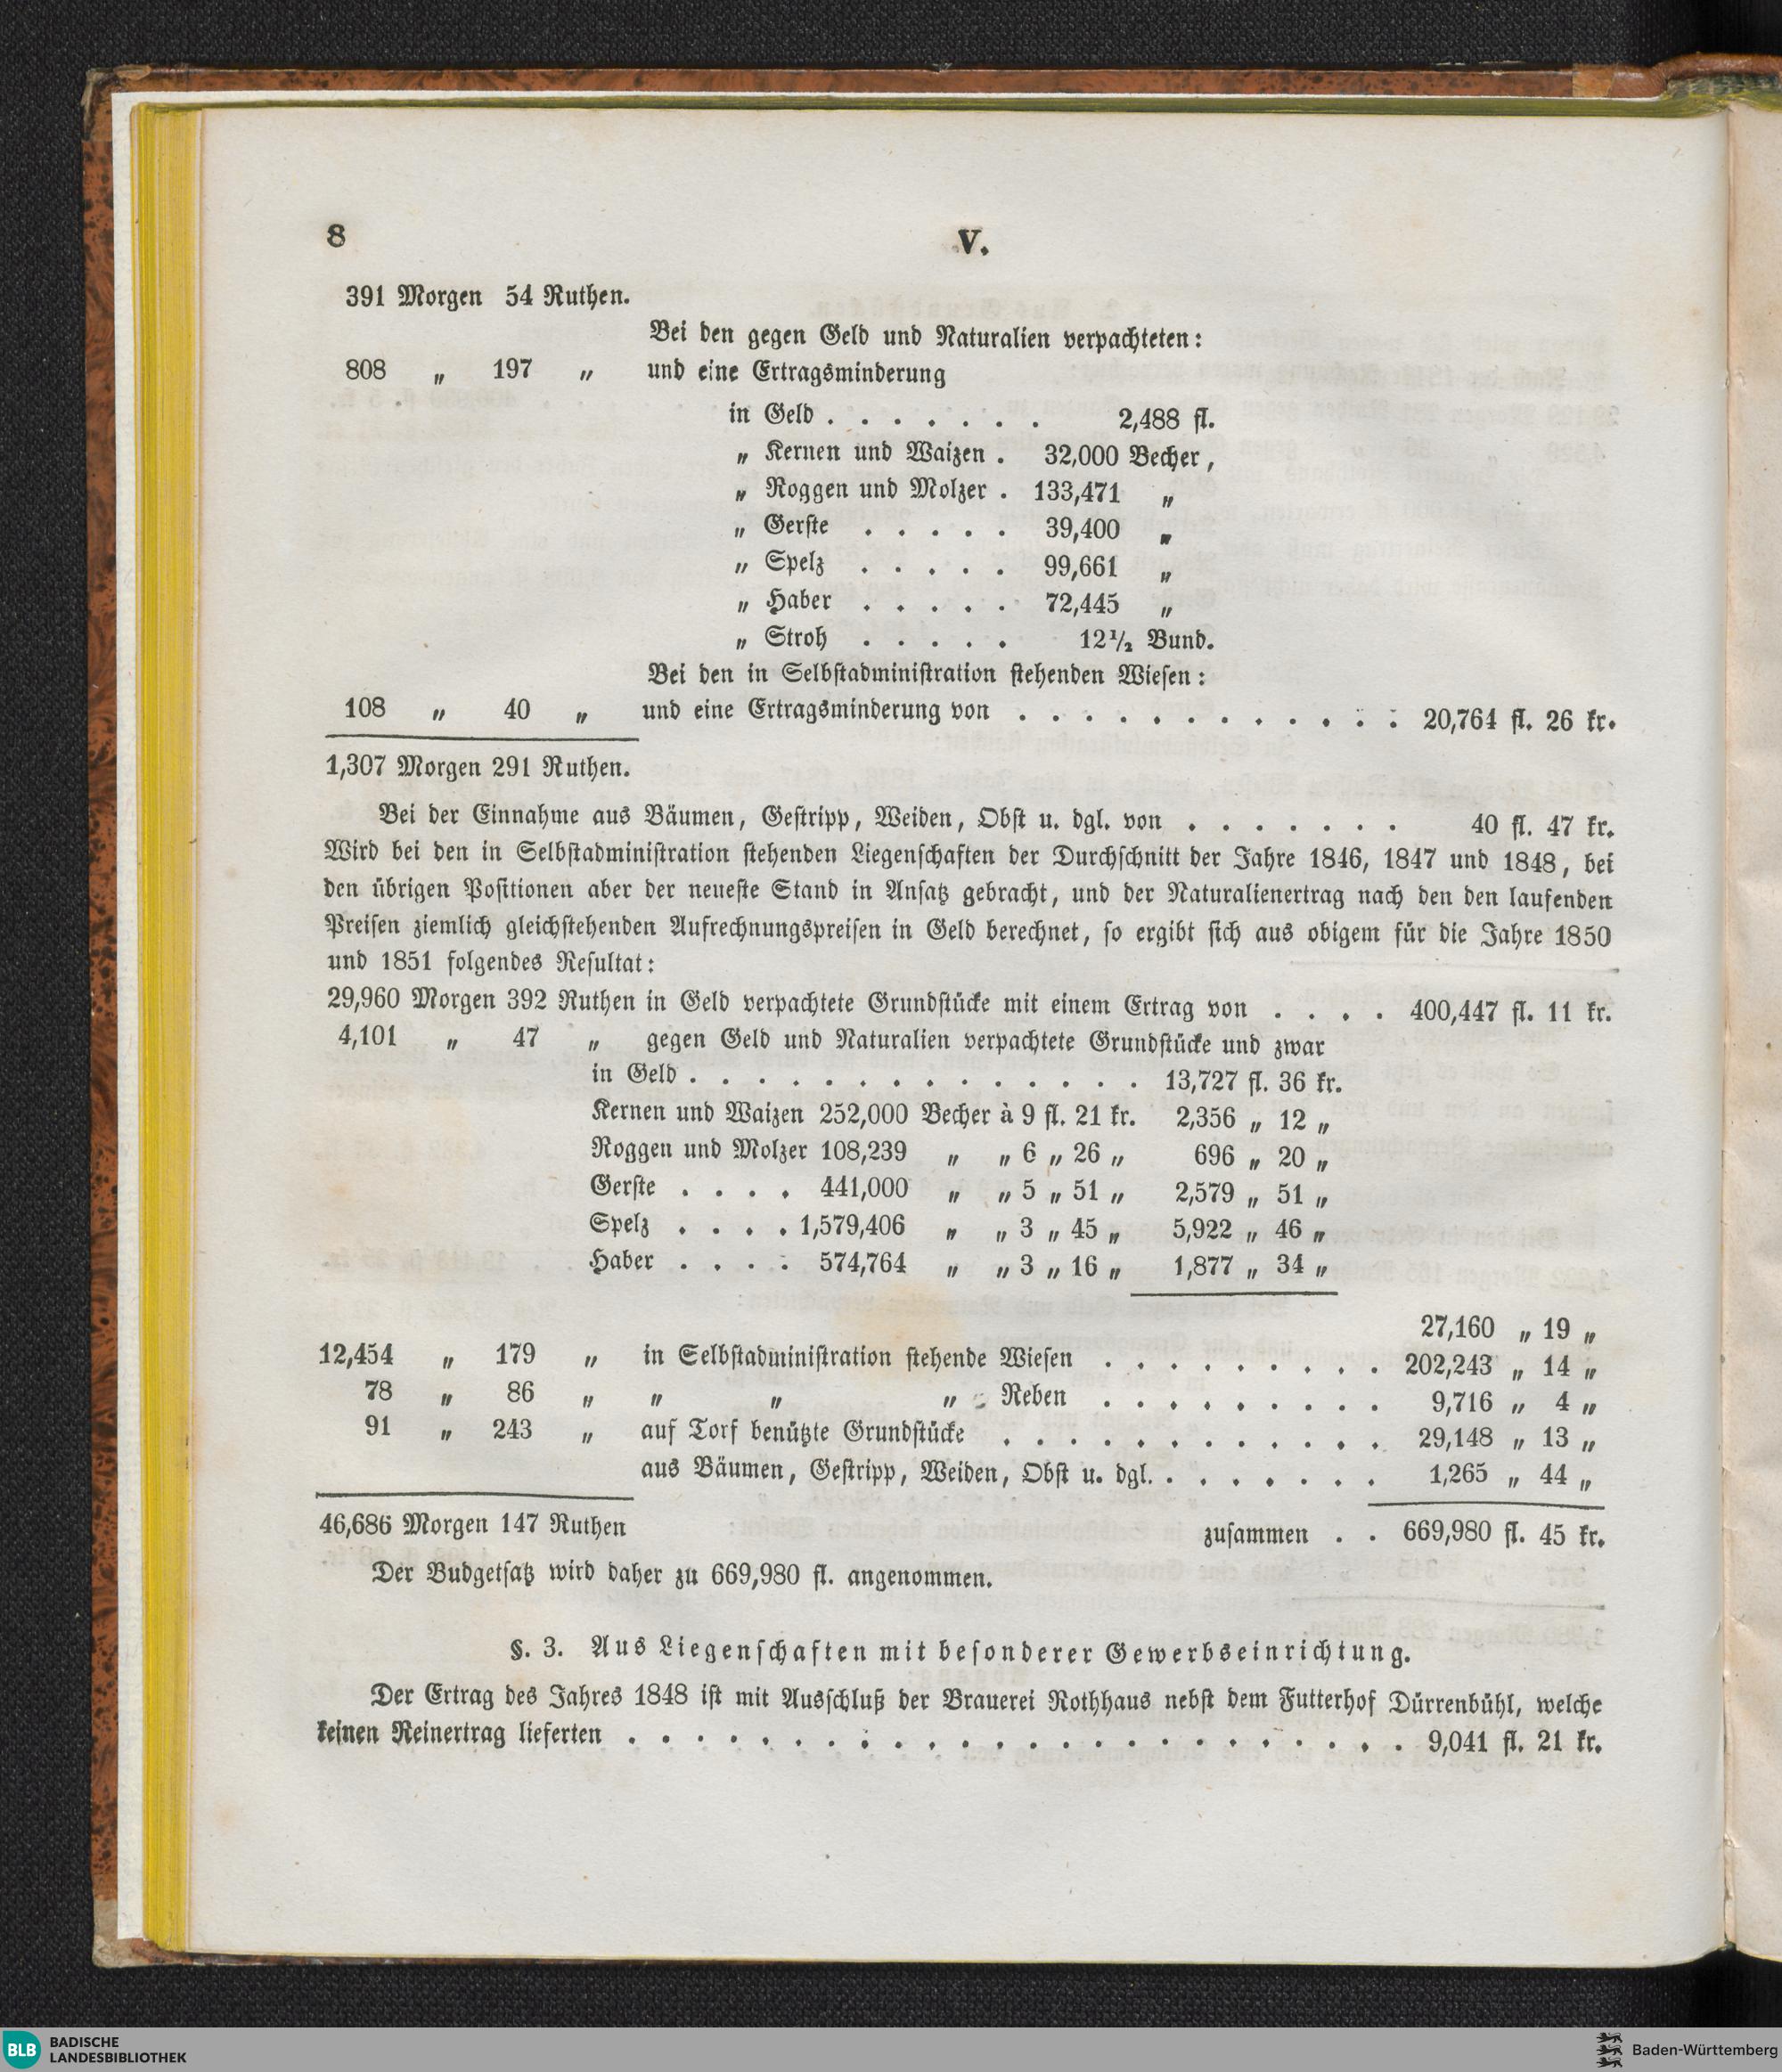 8 V.
391 Morgen 54 Ruthen.
Bei den gegen Geld und Naturalien verpachteten:
808 „ 197 „ und eine Ertragsminderung
in Geld . . . . . . . 2,488 fl.
„ Kernen und Waizen . 32,000 Becher,
„ Roggen und Molzer . 133,471 „
„ Gerste . . . . . 39,400 „
„ Spelz . . . . . 99,661 „
„ Haber . . . . . 72,445 „
„ Stroh . . . . . 12½ Bund.
Bei den in Selbstadministration stehenden Wiesen:
108 „ 40 „ und eine Ertragsminderung von . . . . . . . . . . . . 20,764 fl. 26 kr.
1,307 Morgen 291 Ruthen.
Bei der Einnahme aus Bäumen, Gestripp, Weiden, Obst u. dgl. von . . . . . . . 40 fl. 47 kr.
Wird bei den in Selbstadministration stehenden Liegenschaften der Durchschnitt der Jahre 1846, 1847 und 1848, bei
den übrigen Positionen aber der neueste Stand in Ansatz gebracht, und der Naturalienertrag nach den den laufenden
Preisen ziemlich gleichstehenden Aufrechnungspreisen in Geld berechnet, so ergibt sich aus obigem für die Jahre 1850
und 1851 folgendes Resultat:
29,960 Morgen 392 Ruthen in Geld verpachtete Grundstücke mit einem Ertrag von . . . . 400,447 fl. 11 kr.
4,101 „ 47 „ gegen Geld und Naturalien verpachtete Grundstücke und zwar
in Geld . . . . . . . . . . . . . . 13,727 fl. 36 kr.
Kernen und Waizen 252,000 Becher à 9 fl. 21 kr. 2,356 „ 12 „
Roggen und Molzer 108,239 „ „ 6 „ 26 „ 696 „ 20 „
Gerste . . . . 441,000 „ „ 5 „ 51 „ 2,579 „ 51 „
Spelz . . . . 1,579,406 „ „ 3 „ 45 „ 5,922 „ 46 „
Haber . . . . 574,764 „ „ 3 „ 16 „ 1,877 „ 34 „
27,160 „ 19 „
12,454 „ 179 „ in Selbstadministration stehende Wiesen . . . . . . . . . 202,243 „ 14 „
78 „ 86 „ „ „ „ Reben . . . . . . . . . 9,716 „ 4 „
91 „ 243 „ auf Torf benützte Grundstücke . . . . . . . . . . . . 29,148 „ 13 „
aus Bäumen, Gestripp, Weiden, Obst u. dgl. . . . . . . . 1,265 „ 44 „
46,686 Morgen 147 Ruthen zusammen . . 669,980 fl. 45 kr.
Der Budgetsatz wird daher zu 669,980 fl. angenommen.
§. 3. Aus Liegenschaften mit besonderer Gewerbseinrichtung.
Der Ertrag des Jahres 1848 ist mit Ausschluß der Brauerei Rothhaus nebst dem Futterhof Dürrenbühl, welche
keinen Reinertrag lieferten . . . . . . . . . . . . . . . . . . . . . . . . 9,041 fl. 21 kr.
BLB BADISCHE
LANDESBIBLIOTHEK
Baden-Württemberg